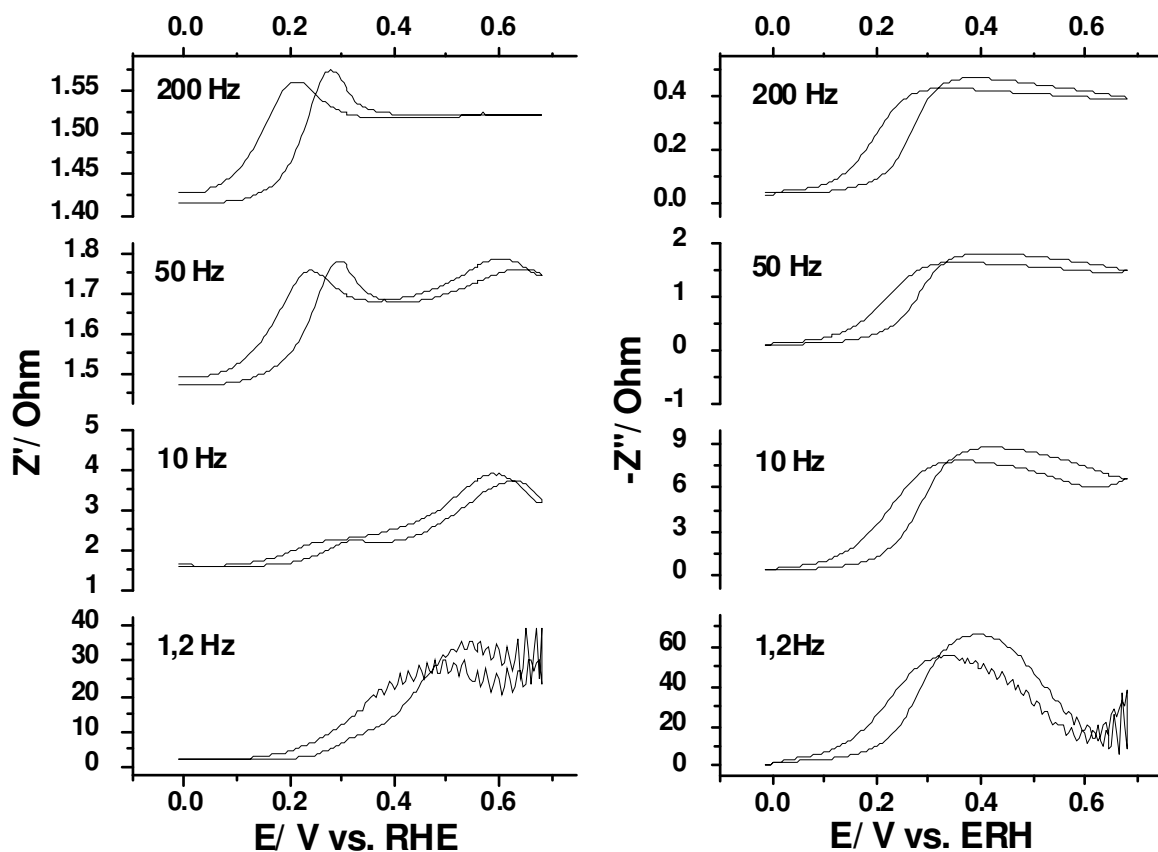 0.0 0.2 0.4 0.6
1.55
1.50
1.45
1.40
200 Hz
1.8
1.7
1.6
1.5
50 Hz
5
4
3
2
1
10 Hz
40
30
20
10
0
1,2 Hz
Z'/ Ohm
0.0 0.2 0.4 0.6
E/ V vs. RHE
0.0 0.2 0.4 0.6
0.4
0.2
0.0
200 Hz
2
1
0
-1
50 Hz
9
6
3
0
10 Hz
60
40
20
0
1,2Hz
-Z"/ Ohm
0.0 0.2 0.4 0.6
E/ V vs. ERH